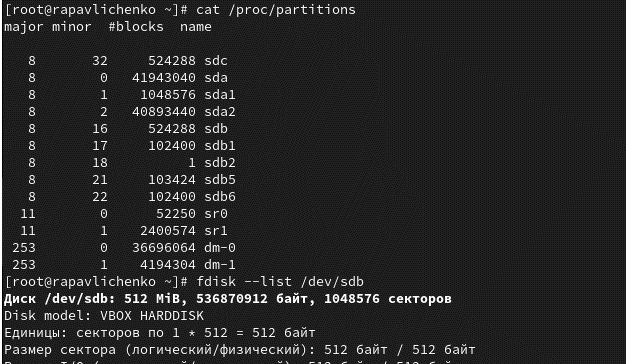 [root@rapavlichenko ~]# cat /proc/partitions
major minor  #blocks  name
8       32     524288 sdc
8        0   41943040 sda
8        1    1048576 sda1
8        2   40893440 sda2
8       16     524288 sdb
8       17     102400 sdb1
8       18          1 sdb2
8       21     103424 sdb5
8       22     102400 sdb6
11        0      52250 sr0
11        1    2400574 sr1
253        0   36696064 dm-0
253        1    4194304 dm-1
[root@rapavlichenko ~]# fdisk --list /dev/sdb
Диск /dev/sdb: 512 MiB, 536870912 байт, 1048576 секторов
Disk model: VBOX HARDDISK
Единицы: секторов по 1 * 512 = 512 байт
Размер сектора (логический/физический): 512 байт / 512 байт